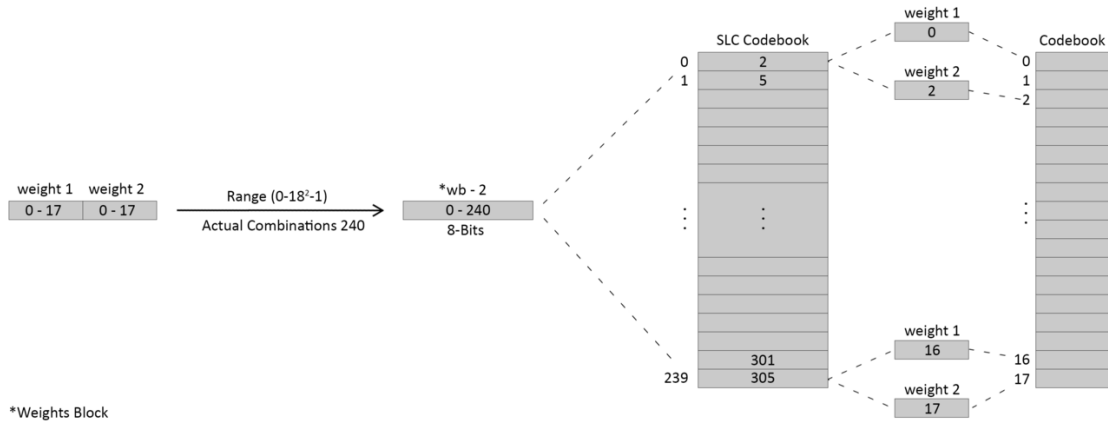 weight 1 weight 2
0 - 17 0 - 17
Range (0-18²-1)
Actual Combinations 240
*wb - 2
0 - 240
8-Bits
SLC Codebook
0 2
1 5
⋮ ⋮
301
239 305
weight 1
0
weight 2
2
weight 1
16
weight 2
17
Codebook
0
1
2
⋮
16
17
*Weights Block